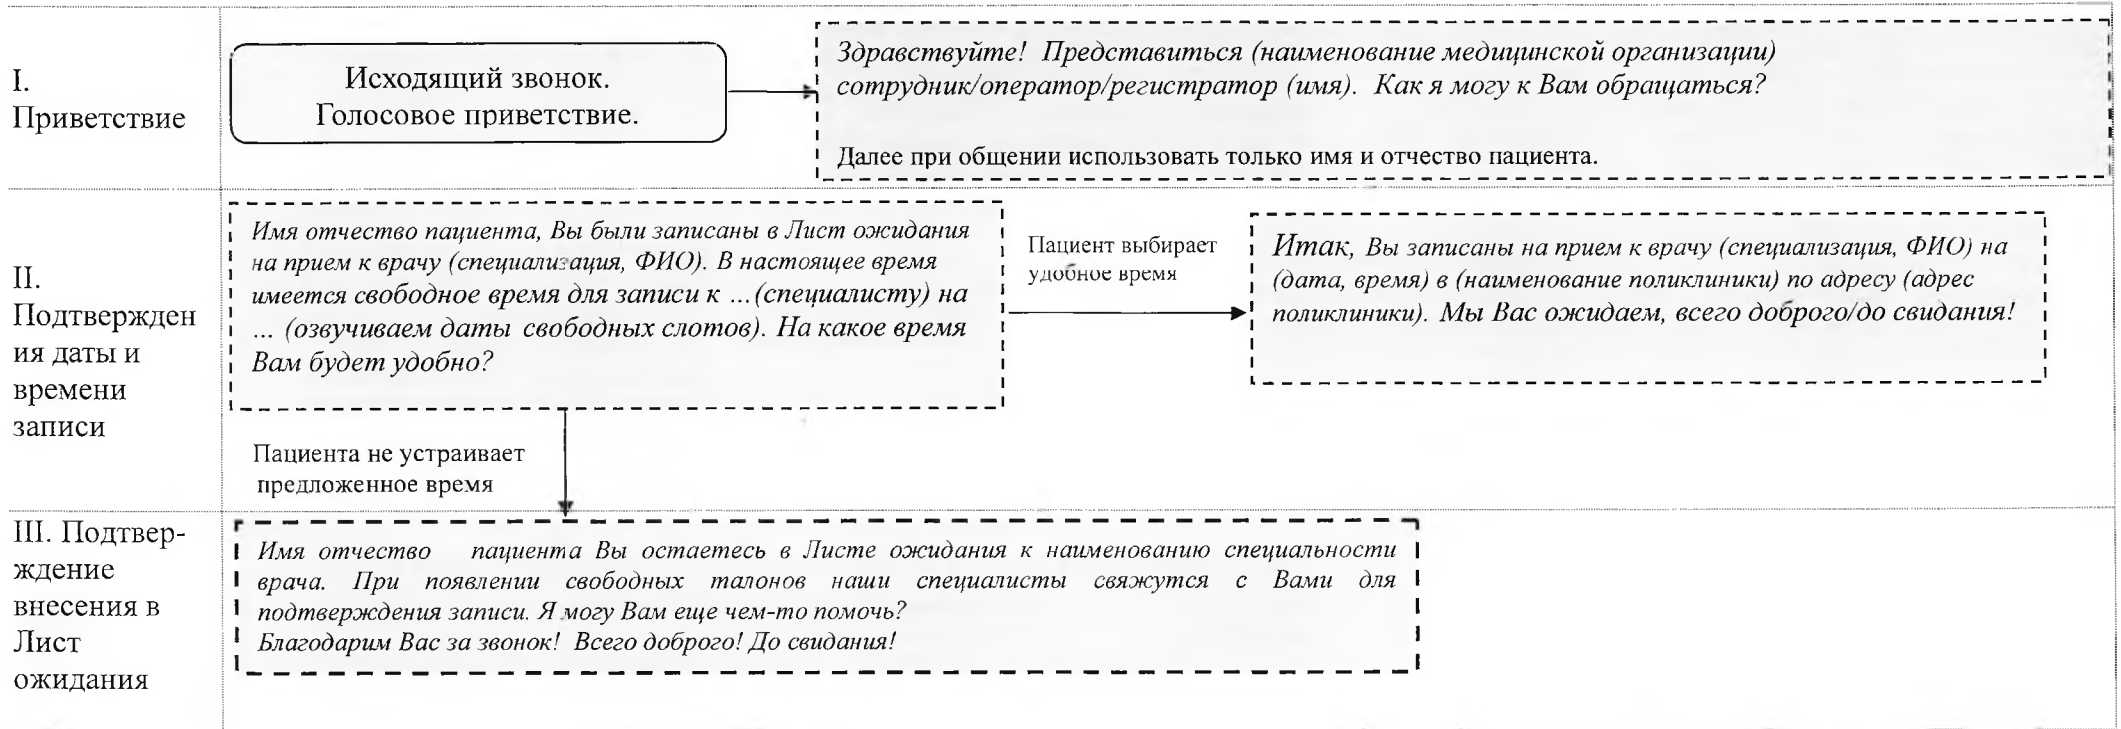 I.
Приветствие
Исходящий звонок.
Голосовое приветствие.
Здравствуйте! Представиться (наименование медицинской организации)
сотрудник/оператор/регистратор (имя). Как я могу к Вам обращаться?
Далее при общении использовать только имя и отчество пациента.
II.
Подтвержден
ия даты и
времени
записи
Имя отчество пациента, Вы были записаны в Лист ожидания
на прием к врачу (специализация, ФИО). В настоящее время
имеется свободное время для записи к ...(специалисту) на
... (озвучиваем даты свободных слотов). На какое время
Вам будет удобно?
Пациент выбирает
удобное время
Итак, Вы записаны на прием к врачу (специализация, ФИО) на
(дата, время) в (наименование поликлиники) по адресу (адрес
поликлиники). Мы Вас ожидаем, всего доброго/до свидания!
Пациента не устраивает
предложенное время
III. Подтвер-
ждение
внесения в
Лист
ожидания
Имя отчество пациента Вы остаетесь в Листе ожидания к наименованию специальности
врача. При появлении свободных талонов наши специалисты свяжутся с Вами для
подтверждения записи. Я могу Вам еще чем-то помочь?
Благодарим Вас за звонок! Всего доброго! До свидания!